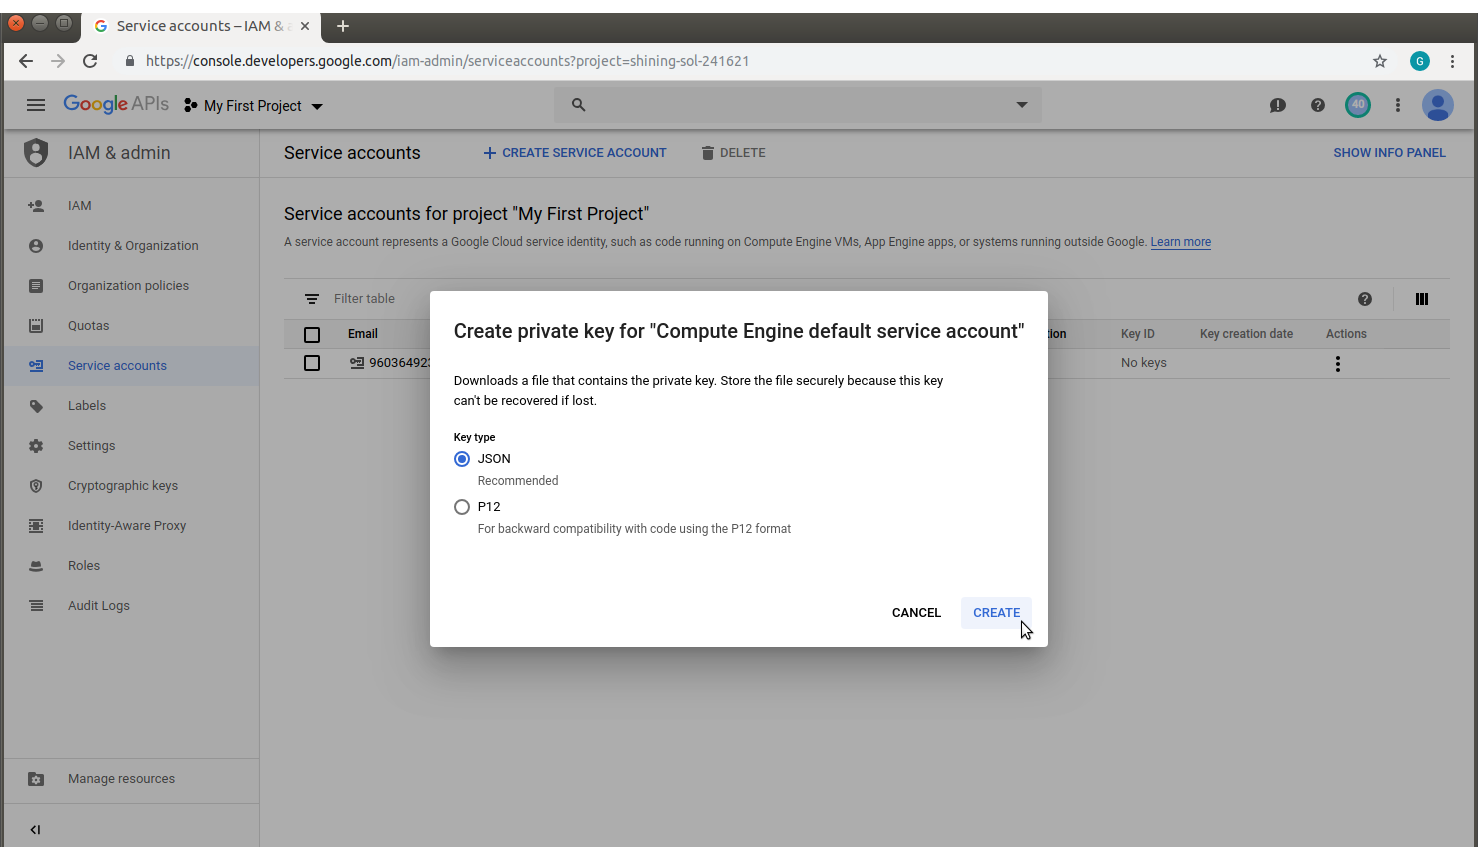 Service accounts – IAM &
https://console.developers.google.com/iam-admin/serviceaccounts?project=shining-sol-241621
G
Google APIs
My First Project
40
IAM & admin
Service accounts
CREATE SERVICE ACCOUNT
DELETE
SHOW INFO PANEL
IAM
Identity & Organization
Organization policies
Quotas
Service accounts
Labels
Settings
Cryptographic keys
Identity-Aware Proxy
Roles
Audit Logs
Manage resources
Service accounts for project "My First Project"
A service account represents a Google Cloud service identity, such as code running on Compute Engine VMs, App Engine apps, or systems running outside Google. Learn more
Filter table
Email
Key ID
Key creation date
Actions
No keys
Create private key for "Compute Engine default service account"
Downloads a file that contains the private key. Store the file securely because this key
can't be recovered if lost.
Key type
JSON
Recommended
P12
For backward compatibility with code using the P12 format
CANCEL
CREATE